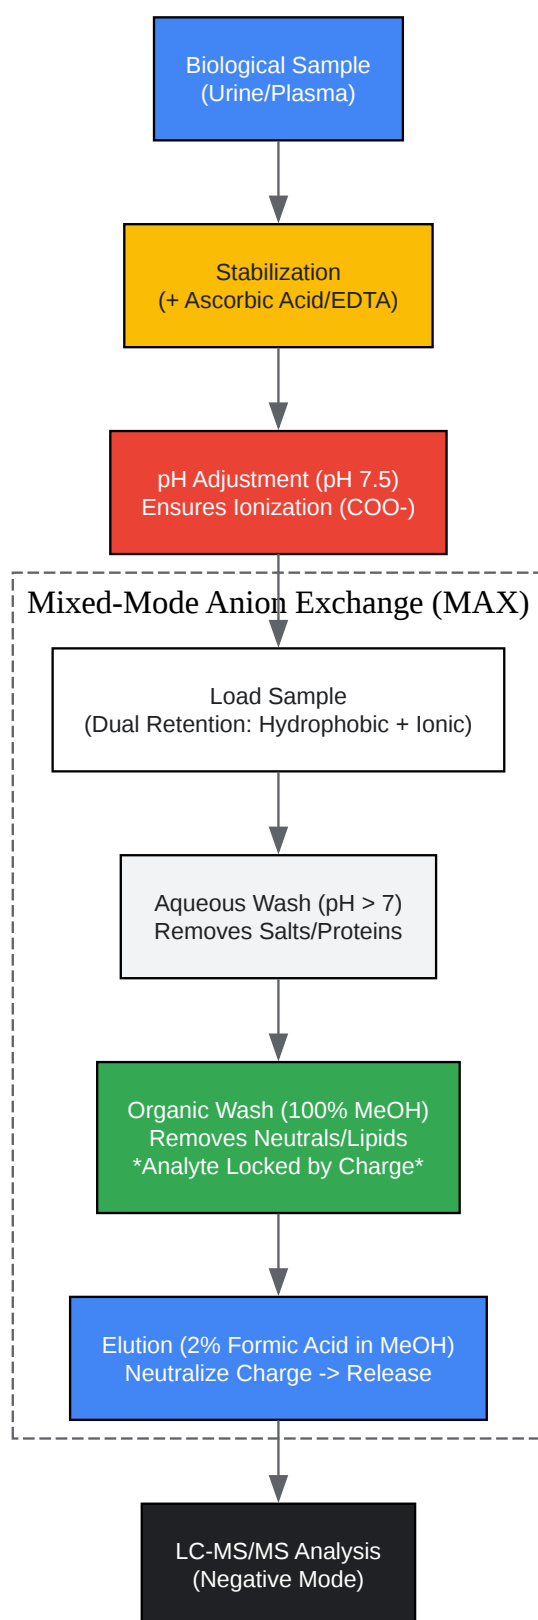 Biological Sample
(Urine/Plasma)
Stabilization
(+ Ascorbic Acid/EDTA)
pH Adjustment (pH 7.5)
Ensures Ionization (COO-)
Mixed-Mode Anion Exchange (MAX)
Load Sample
(Dual Retention: Hydrophobic + Ionic)
Aqueous Wash (pH > 7)
Removes Salts/Proteins
Organic Wash (100% MeOH)
Removes Neutrals/Lipids
*Analyte Locked by Charge*
Elution (2% Formic Acid in MeOH)
Neutralize Charge -> Release
LC-MS/MS Analysis
(Negative Mode)